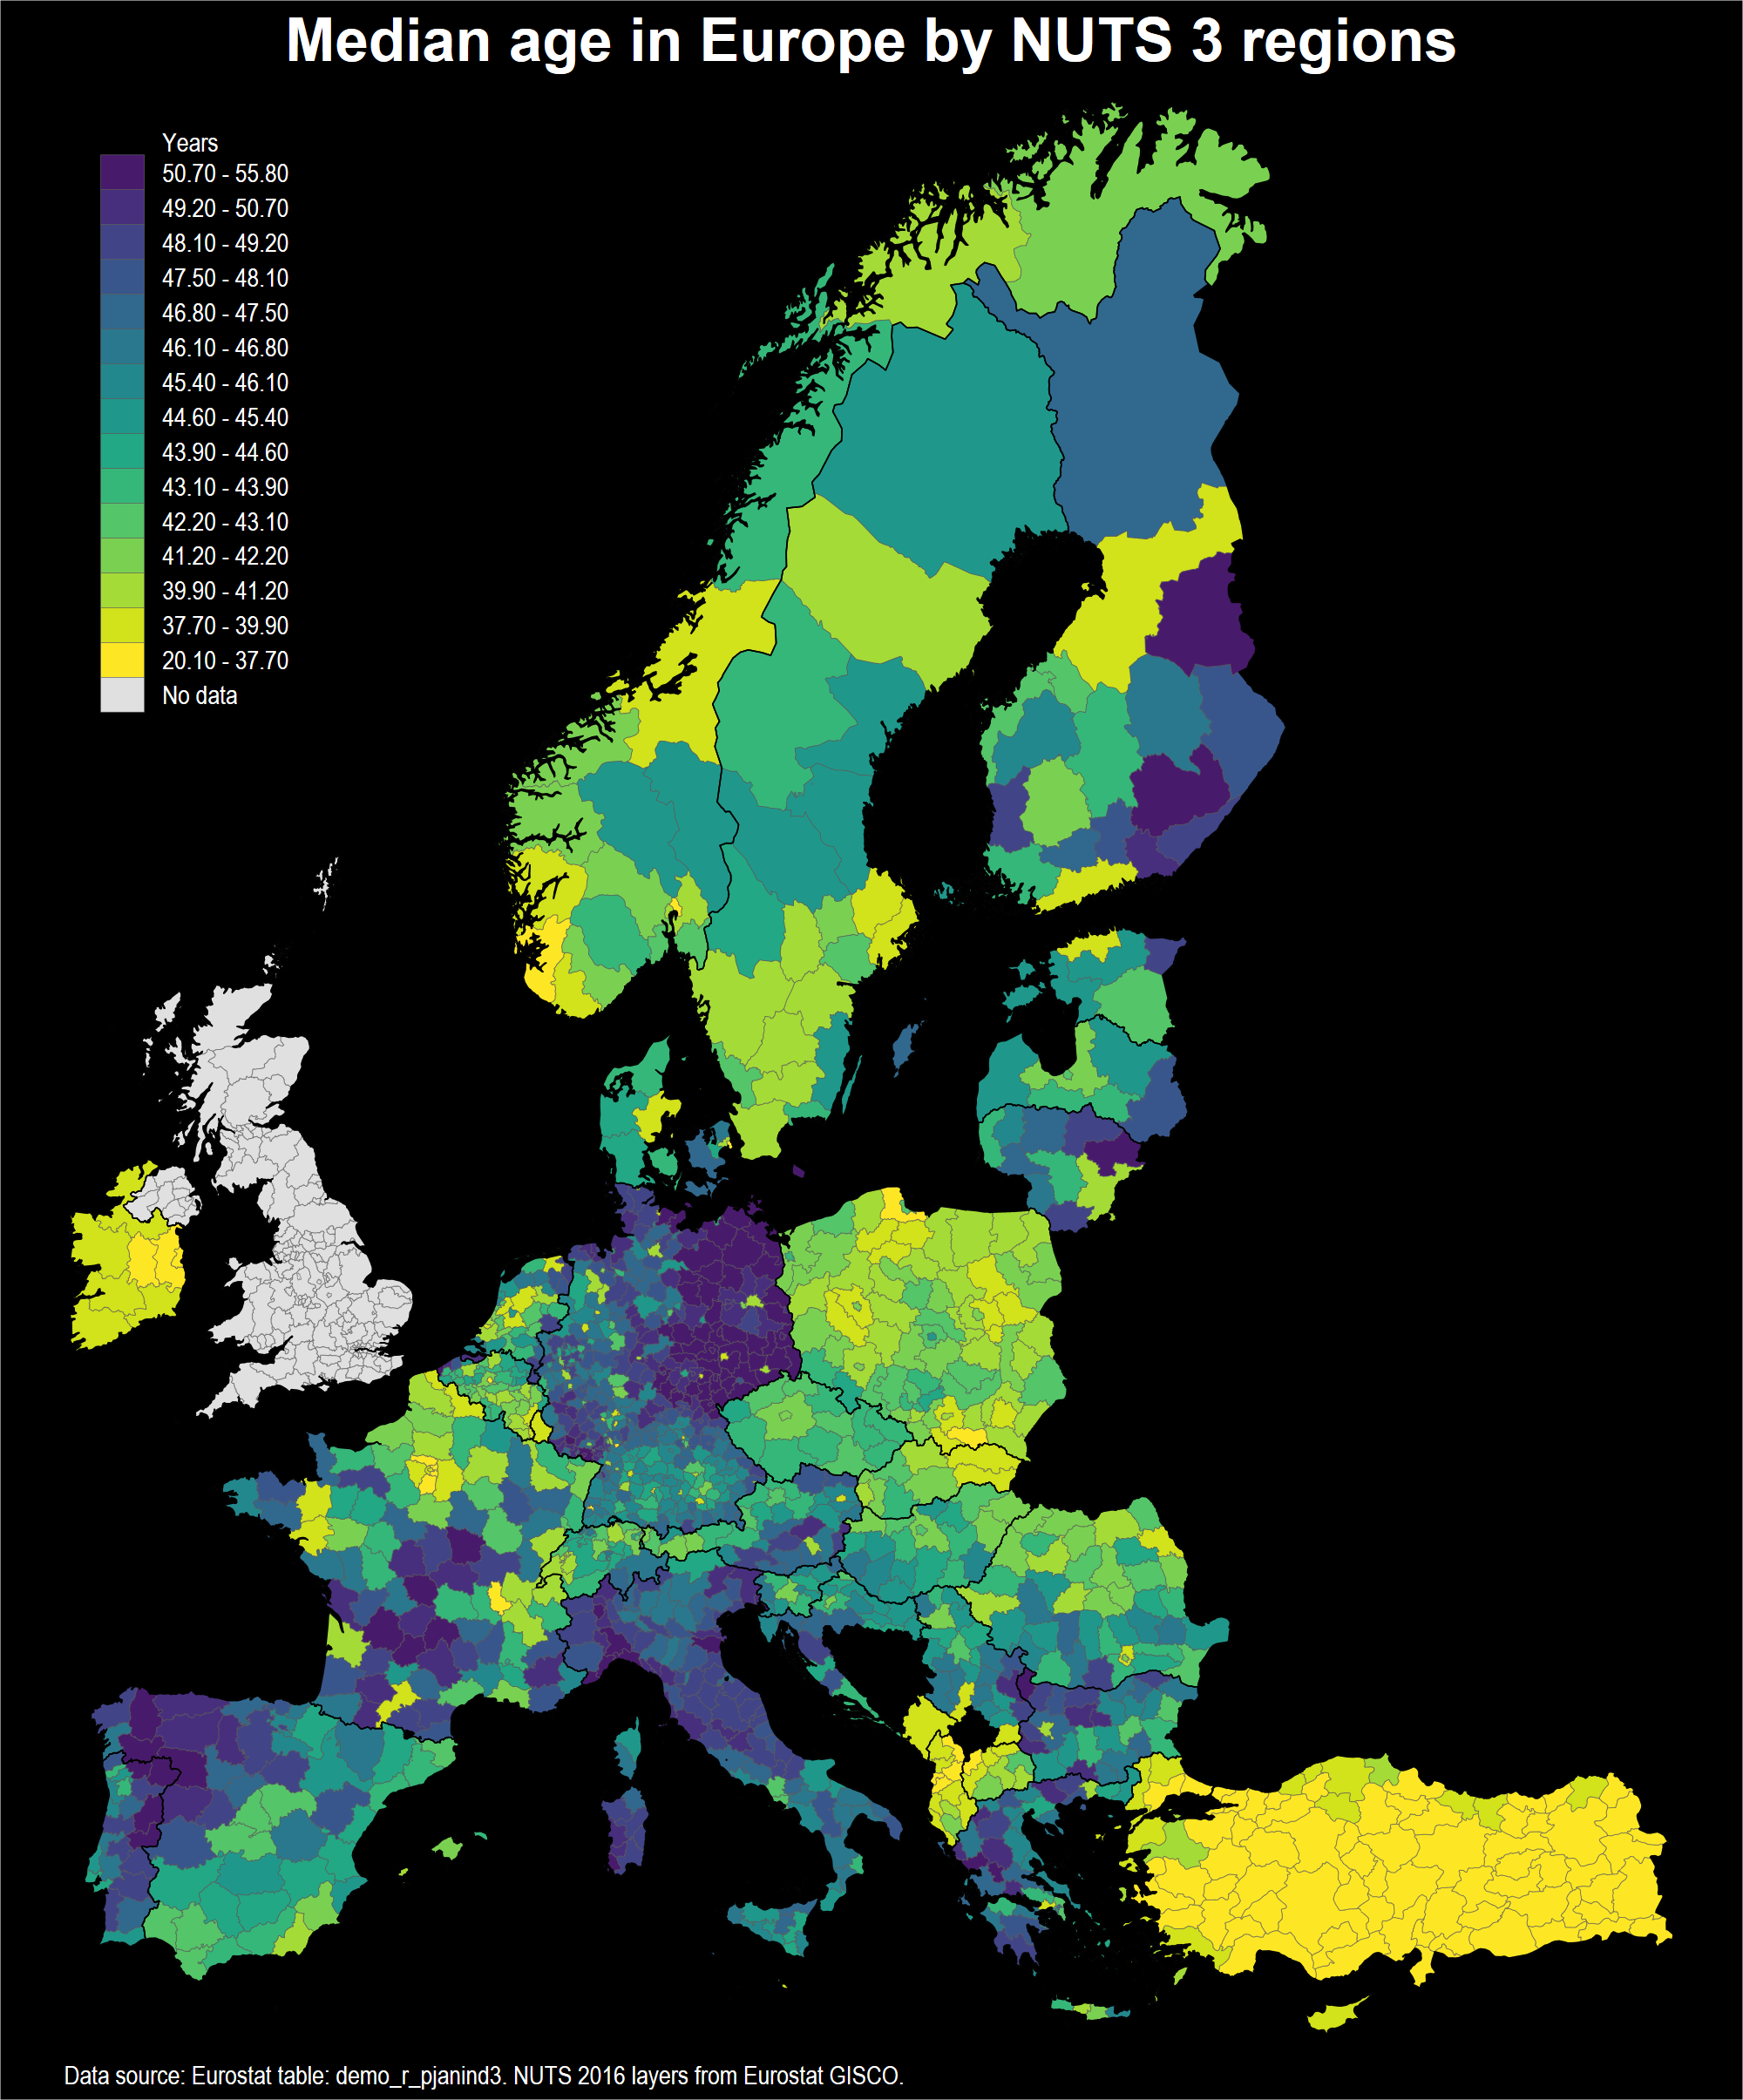 Median age in Europe by NUTS 3 regions
Years
50.70 - 55.80
49.20 - 50.70
48.10 - 49.20
47.50 - 48.10
46.80 - 47.50
46.10 - 46.80
45.40 - 46.10
44.60 - 45.40
43.90 - 44.60
43.10 - 43.90
42.20 - 43.10
41.20 - 42.20
39.90 - 41.20
37.70 - 39.90
20.10 - 37.70
No data
Data source: Eurostat table: demo_r_pjanind3. NUTS 2016 layers from Eurostat GISCO.